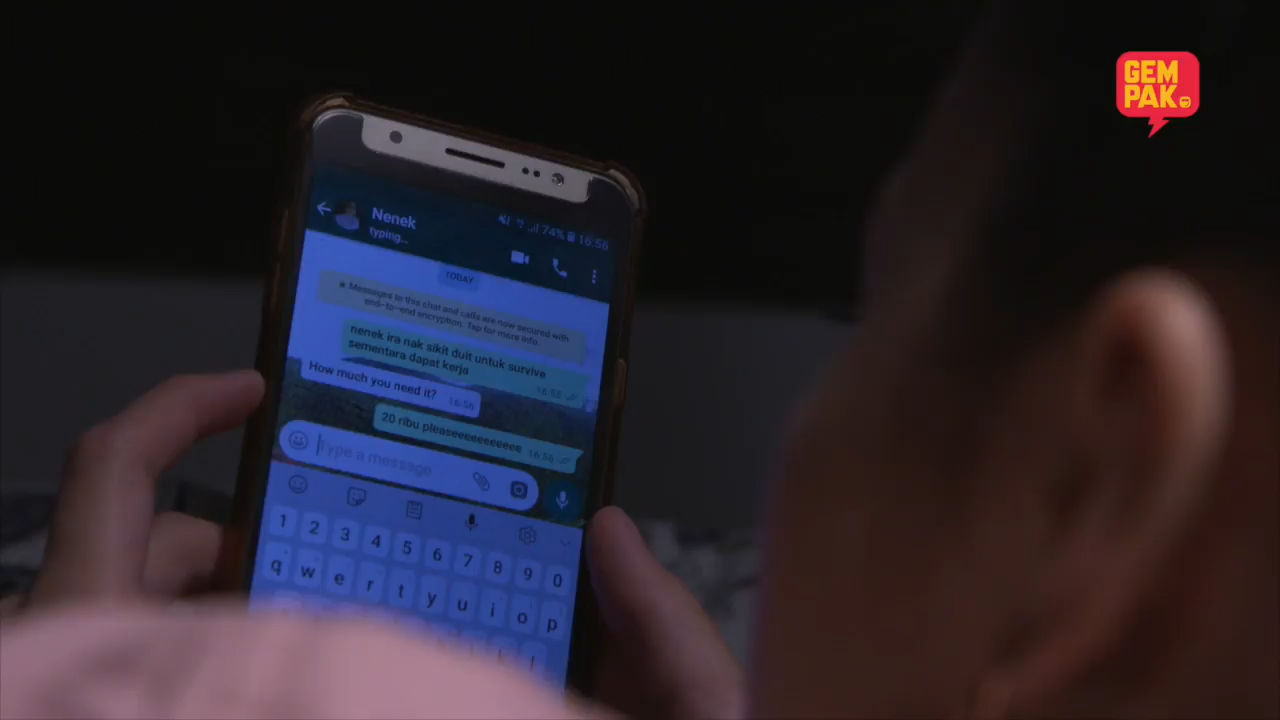 GEM
PAK
Nenek
74% 16:56
typing...
TODAY
Messages to this chat and calls are now secured with
end-to-end encryption. Tap for more info.
nenek ira nak sikit duit untuk survive
sementara dapat kerja
16:56
How much you need it?
16:56
20 ribu pleaseeeeeeeeeee
16:56
Type a message
1 2 3 4 5 6 7 8 9 0
q w e r t y u i o p